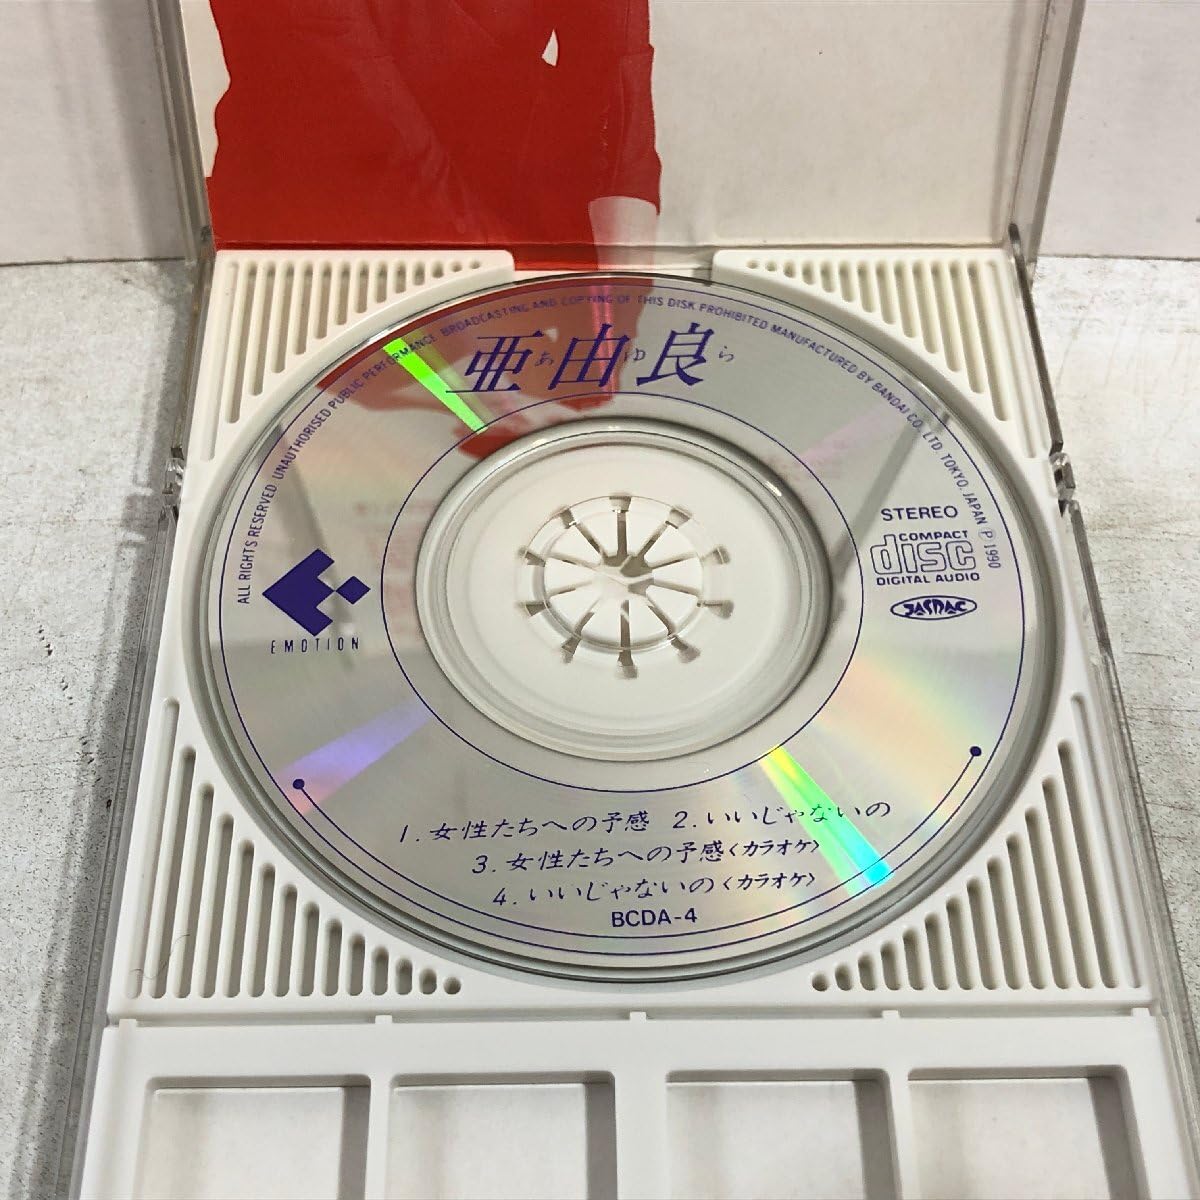 ALL RIGHTS RESERVED. UNAUTHORISED PUBLIC PERFORMANCE. BROADCASTING AND COPYING OF THIS DISK PROHIBITED MANUFACTURED BY BANDAI CO., LTD. TOKYO. JAPAN Ⓟ 1990
亜あ由ゆ良ら
STEREO
COMPACT
disc
DIGITAL AUDIO
JASRAC
EMOTION
1. 女性たちへの予感 2. いいじゃないの
3. 女性たちへの予感〈カラオケ〉
4. いいじゃないの〈カラオケ〉
BCDA-4